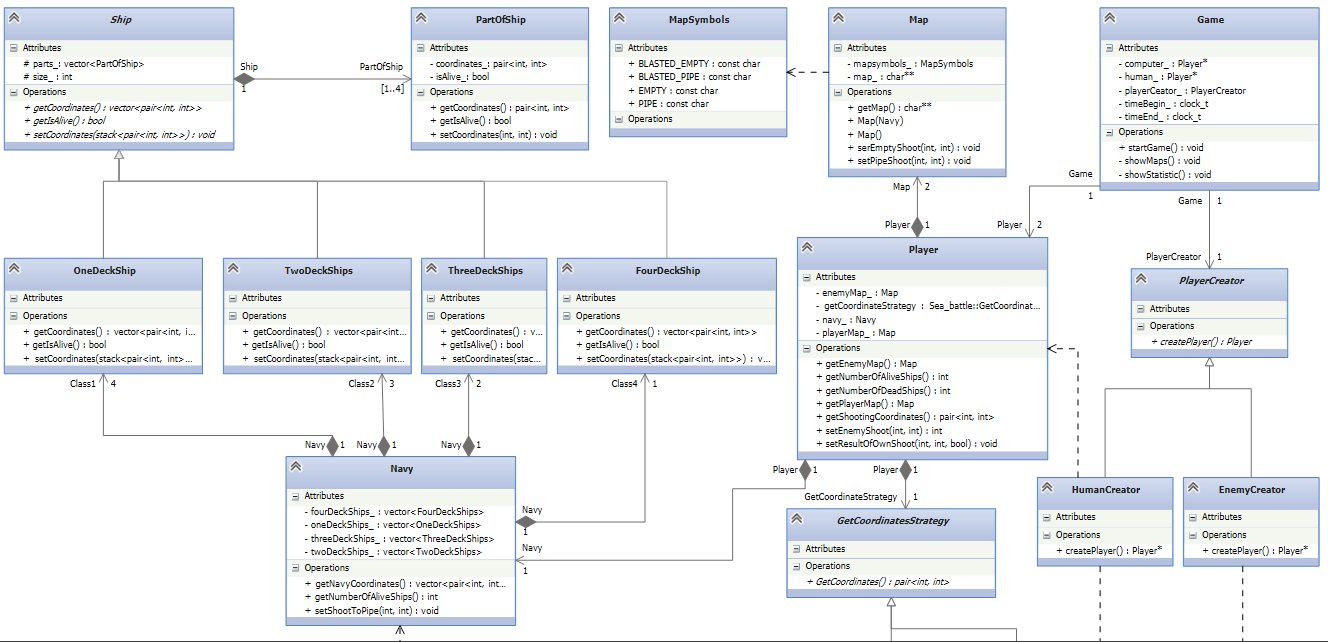 Ship
Attributes
# parts_: vector<PartOfShip>
# size_ : int
Operations
+ getCoordinates() : vector<pair<int, int>>
+ getIsAlive() : bool
+ setCoordinates(stack<pair<int, int>>) : void
Ship
1
PartOfShip
[1..4]
PartOfShip
Attributes
- coordinates_: pair<int, int>
- isAlive_: bool
Operations
+ getCoordinates() : pair<int, int>
+ getIsAlive() : bool
+ setCoordinates(int, int) : void
MapSymbols
Attributes
+ BLASTED_EMPTY : const char
+ BLASTED_PIPE : const char
+ EMPTY : const char
+ PIPE : const char
Operations
Map
Attributes
- mapsymbols_ : MapSymbols
- map_: char**
Operations
+ getMap() : char**
+ Map(Navy)
+ Map()
+ serEmptyShoot(int, int) : void
+ setPipeShoot(int, int) : void
Game
Attributes
- computer_ : Player*
- human_ : Player*
- playerCeator_ : PlayerCreator
- timeBegin_ : clock_t
- timeEnd_ : clock_t
Operations
+ startGame() : void
- showMaps() : void
- showStatistic() : void
Game
1
Player
2
Game
1
PlayerCreator
1
Map
2
Player
1
OneDeckShip
Attributes
Operations
+ getCoordinates() : vector<pair<int, i...
+ getIsAlive() : bool
+ setCoordinates(stack<pair<int, int>...
TwoDeckShips
Attributes
Operations
+ getCoordinates() : vector<pair<int...
+ getIsAlive() : bool
+ setCoordinates(stack<pair<int, int...
ThreeDeckShips
Attributes
Operations
+ getCoordinates() : v...
+ getIsAlive() : bool
+ setCoordinates(stac...
FourDeckShip
Attributes
Operations
+ getCoordinates() : vector<pair<int, int>>
+ getIsAlive() : bool
+ setCoordinates(stack<pair<int, int>>) : v...
Player
Attributes
- enemyMap_ : Map
- getCoordinateStrategy : Sea_battle::GetCoordinat...
- navy_ : Navy
- playerMap_ : Map
Operations
+ getEnemyMap() : Map
+ getNumberOfAliveShips() : int
+ getNumberOfDeadShips() : int
+ getPlayerMap() : Map
+ getShootingCoordinates() : pair<int, int>
+ setEnemyShoot(int, int) : int
+ setResultOfOwnShoot(int, int, bool) : void
PlayerCreator
Attributes
Operations
+ createPlayer() : Player
Class1
4
Class2
3
Class3
2
Class4
1
Navy
1
Navy
1
Navy
1
Navy
Attributes
- fourDeckShips_ : vector<FourDeckShips>
- oneDeckShips_ : vector<OneDeckShips>
- threeDeckShips_ : vector<ThreeDeckShips>
- twoDeckShips_ : vector<TwoDeckShips>
Operations
+ getNavyCoordinates() : vector<pair<int, int...
+ getNumberOfAliveShips() : int
+ setShootToPipe(int, int) : void
Navy
1
Navy
1
Player
1
Player
1
GetCoordinateStrategy
1
GetCoordinatesStrategy
Attributes
Operations
+ GetCoordinates() : pair<int, int>
HumanCreator
Attributes
Operations
+ createPlayer() : Player*
EnemyCreator
Attributes
Operations
+ createPlayer() : Player*